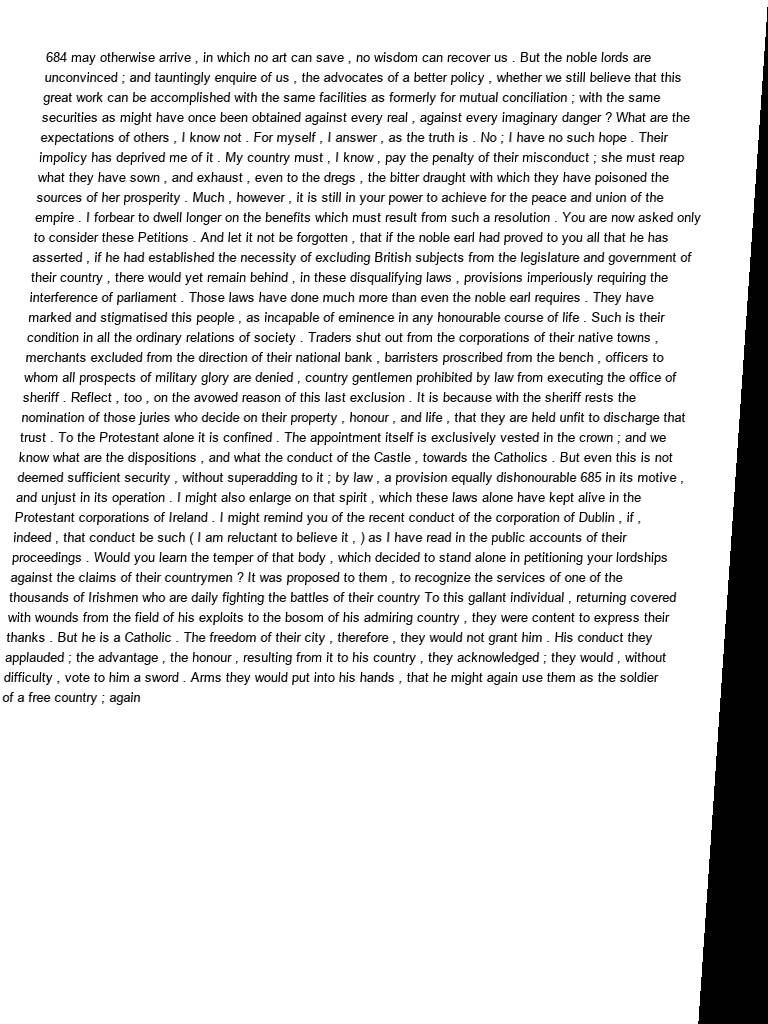 684 may otherwise arrive , in which no art can save , no wisdom can recover us . But the noble lords are
unconvinced ; and tauntingly enquire of us , the advocates of a better policy , whether we still believe that this
great work can be accomplished with the same facilities as formerly for mutual conciliation ; with the same
securities as might have once been obtained against every real , against every imaginary danger ? What are the
expectations of others , I know not . For myself , I answer , as the truth is . No ; I have no such hope . Their
impolicy has deprived me of it . My country must , I know , pay the penalty of their misconduct ; she must reap
what they have sown , and exhaust , even to the dregs , the bitter draught with which they have poisoned the
sources of her prosperity . Much , however , it is still in your power to achieve for the peace and union of the
empire . I forbear to dwell longer on the benefits which must result from such a resolution . You are now asked only
to consider these Petitions . And let it not be forgotten , that if the noble earl had proved to you all that he has
asserted , if he had established the necessity of excluding British subjects from the legislature and government of
their country , there would yet remain behind , in these disqualifying laws , provisions imperiously requiring the
interference of parliament . Those laws have done much more than even the noble earl requires . They have
marked and stigmatised this people , as incapable of eminence in any honourable course of life . Such is their
condition in all the ordinary relations of society . Traders shut out from the corporations of their native towns ,
merchants excluded from the direction of their national bank , barristers proscribed from the bench , officers to
whom all prospects of military glory are denied , country gentlemen prohibited by law from executing the office of
sheriff . Reflect , too , on the avowed reason of this last exclusion . It is because with the sheriff rests the
nomination of those juries who decide on their property , honour , and life , that they are held unfit to discharge that
trust . To the Protestant alone it is confined . The appointment itself is exclusively vested in the crown ; and we
know what are the dispositions , and what the conduct of the Castle , towards the Catholics . But even this is not
deemed sufficient security , without superadding to it ; by law , a provision equally dishonourable 685 in its motive ,
and unjust in its operation . I might also enlarge on that spirit , which these laws alone have kept alive in the
Protestant corporations of Ireland . I might remind you of the recent conduct of the corporation of Dublin , if ,
indeed , that conduct be such ( I am reluctant to believe it , ) as I have read in the public accounts of their
proceedings . Would you learn the temper of that body , which decided to stand alone in petitioning your lordships
against the claims of their countrymen ? It was proposed to them , to recognize the services of one of the
thousands of Irishmen who are daily fighting the battles of their country To this gallant individual , returning covered
with wounds from the field of his exploits to the bosom of his admiring country , they were content to express their
thanks . But he is a Catholic . The freedom of their city , therefore , they would not grant him . His conduct they
applauded ; the advantage , the honour , resulting from it to his country , they acknowledged ; they would , without
difficulty , vote to him a sword . Arms they would put into his hands , that he might again use them as the soldier
of a free country ; again